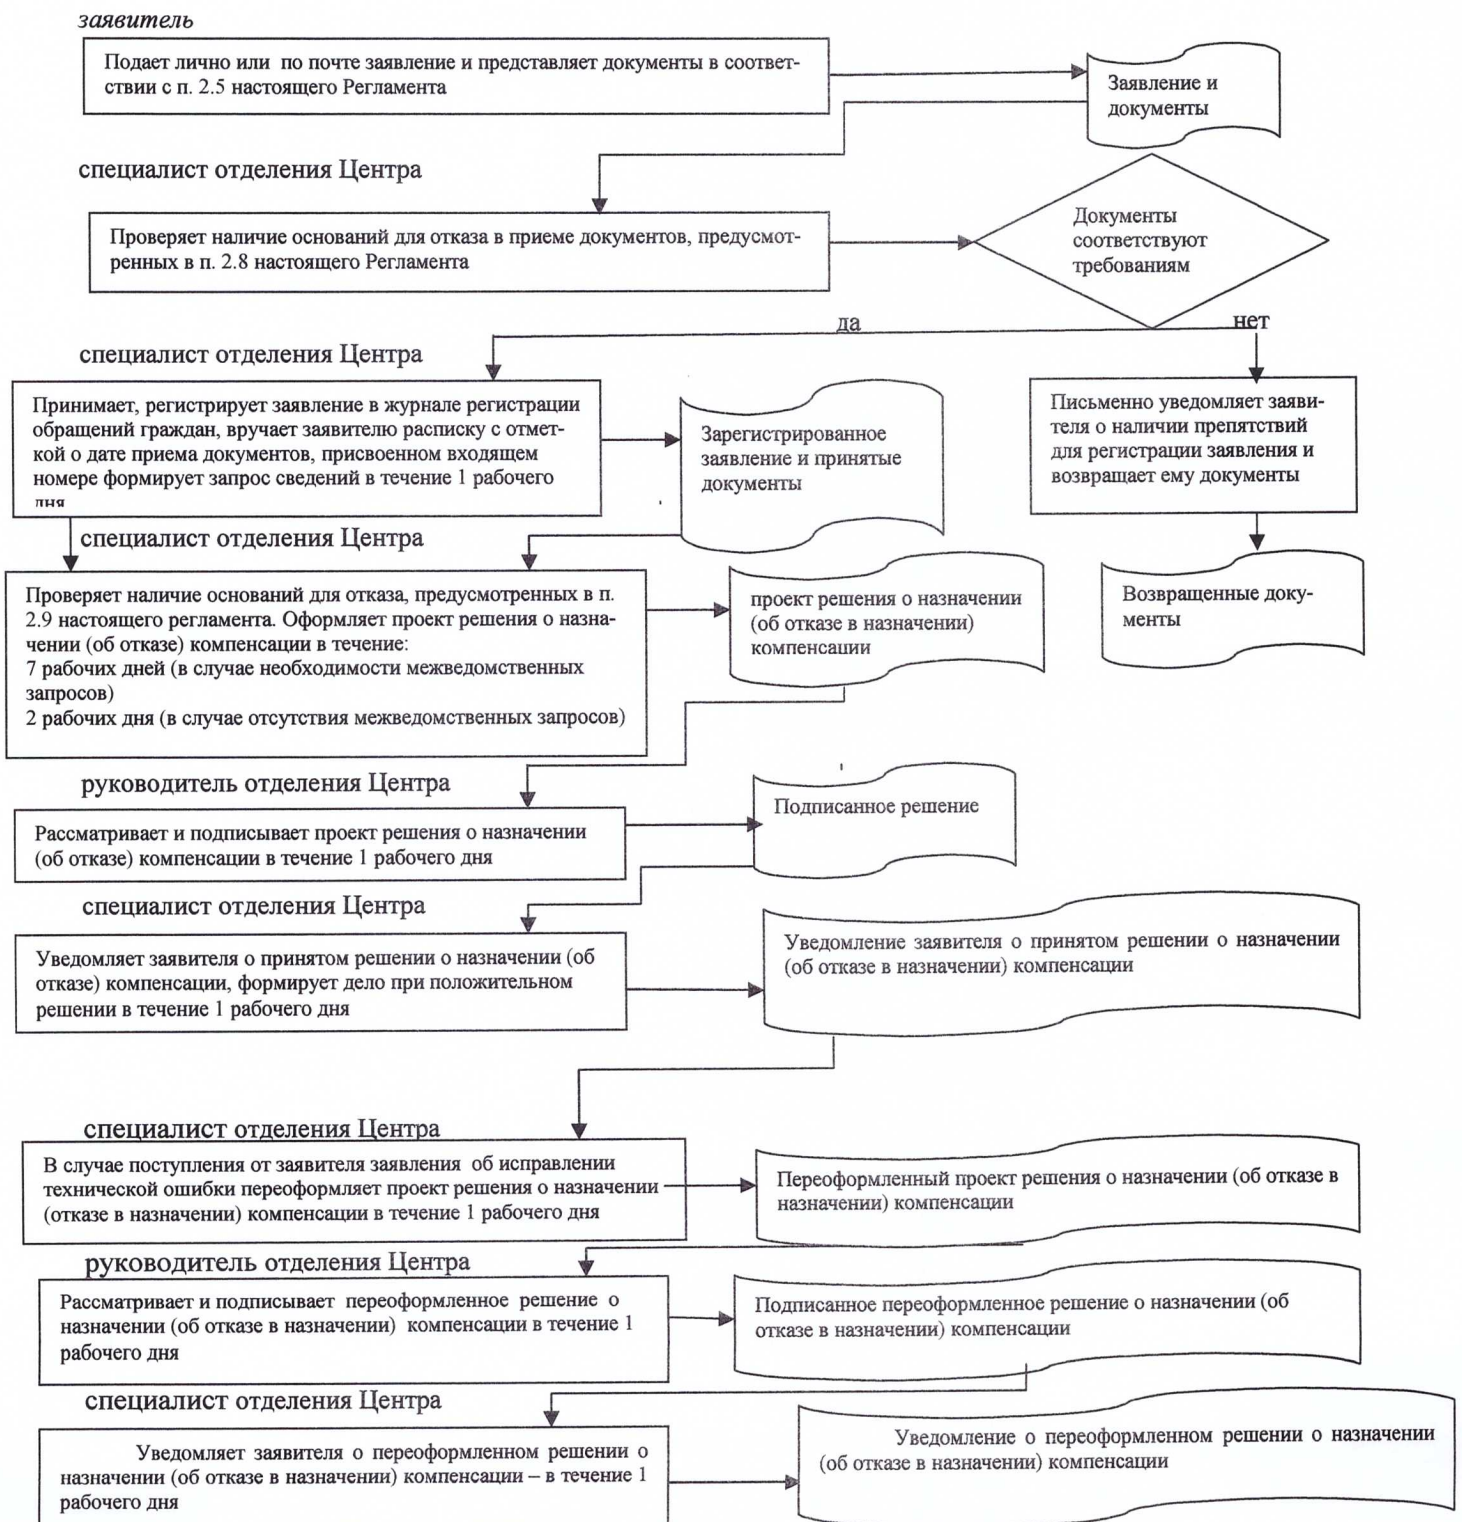 заявитель
Подает лично или по почте заявление и представляет документы в соответ-
ствии с п. 2.5 настоящего Регламента
Заявление и
документы
специалист отделения Центра
Проверяет наличие оснований для отказа в приеме документов, предусмот-
ренных в п. 2.8 настоящего Регламента
Документы
соответствуют
требованиям
да
нет
специалист отделения Центра
Принимает, регистрирует заявление в журнале регистрации
обращений граждан, вручает заявителю расписку с отмет-
кой о дате приема документов, присвоенном входящем
номере формирует запрос сведений в течение 1 рабочего
дня
Зарегистрированное
заявление и принятые
документы
Письменно уведомляет заяви-
теля о наличии препятствий
для регистрации заявления и
возвращает ему документы
специалист отделения Центра
Проверяет наличие оснований для отказа, предусмотренных в п.
2.9 настоящего регламента. Оформляет проект решения о назна-
чении (об отказе) компенсации в течение:
7 рабочих дней (в случае необходимости межведомственных
запросов)
2 рабочих дня (в случае отсутствия межведомственных запросов)
проект решения о назначении
(об отказе в назначении)
компенсации
Возвращенные доку-
менты
руководитель отделения Центра
Рассматривает и подписывает проект решения о назначении
(об отказе) компенсации в течение 1 рабочего дня
Подписанное решение
специалист отделения Центра
Уведомляет заявителя о принятом решении о назначении (об
отказе) компенсации, формирует дело при положительном
решении в течение 1 рабочего дня
Уведомление заявителя о принятом решении о назначении
(об отказе в назначении) компенсации
специалист отделения Центра
В случае поступления от заявителя заявления об исправлении
технической ошибки переоформляет проект решения о назначении
(отказе в назначении) компенсации в течение 1 рабочего дня
Переоформленный проект решения о назначении (об отказе в
назначении) компенсации
руководитель отделения Центра
Рассматривает и подписывает переоформленное решение о
назначении (об отказе в назначении) компенсации в течение 1
рабочего дня
Подписанное переоформленное решение о назначении (об
отказе в назначении) компенсации
специалист отделения Центра
Уведомляет заявителя о переоформленном решении о
назначении (об отказе в назначении) компенсации – в течение 1
рабочего дня
Уведомление о переоформленном решении о назначении
(об отказе в назначении) компенсации